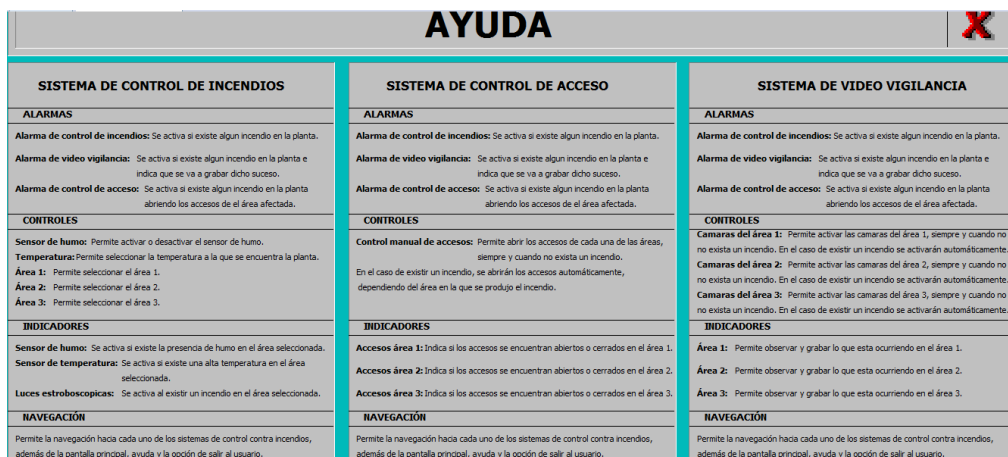 AYUDA
X
SISTEMA DE CONTROL DE INCENDIOS
ALARMAS
Alarma de control de incendios: Se activa si existe algun incendio en la planta.
Alarma de video vigilancia: Se activa si existe algun incendio en la planta e
indica que se va a grabar dicho suceso.
Alarma de control de acceso: Se activa si existe algun incendio en la planta
abriendo los accesos de el área afectada.
CONTROLES
Sensor de humo: Permite activar o desactivar el sensor de humo.
Temperatura: Permite seleccionar la temperatura a la que se encuentra la planta.
Área 1: Permite seleccionar el área 1.
Área 2: Permite seleccionar el área 2.
Área 3: Permite seleccionar el área 3.
INDICADORES
Sensor de humo: Se activa si existe la presencia de humo en el área seleccionada.
Sensor de temperatura: Se activa si existe una alta temperatura en el área
seleccionada.
Luces estroboscopicas: Se activa al existir un incendio en el área seleccionada.
NAVEGACIÓN
Permite la navegación hacia cada uno de los sistemas de control contra incendios,
además de la pantalla principal, ayuda y la opción de salir al usuario.
SISTEMA DE CONTROL DE ACCESO
ALARMAS
Alarma de control de incendios: Se activa si existe algun incendio en la planta.
Alarma de video vigilancia: Se activa si existe algun incendio en la planta e
indica que se va a grabar dicho suceso.
Alarma de control de acceso: Se activa si existe algun incendio en la planta
abriendo los accesos de el área afectada.
CONTROLES
Control manual de accesos: Permite abrir los accesos de cada una de las áreas,
siempre y cuando no exista un incendio.
En el caso de existir un incendio, se abrirán los accesos automáticamente,
dependiendo del área en la que se produjo el incendio.
INDICADORES
Accesos área 1: Indica si los accesos se encuentran abiertos o cerrados en el área 1.
Accesos área 2: Indica si los accesos se encuentran abiertos o cerrados en el área 2.
Accesos área 3: Indica si los accesos se encuentran abiertos o cerrados en el área 3.
NAVEGACIÓN
Permite la navegación hacia cada uno de los sistemas de control contra incendios,
además de la pantalla principal, ayuda y la opción de salir al usuario.
SISTEMA DE VIDEO VIGILANCIA
ALARMAS
Alarma de control de incendios: Se activa si existe algun incendio en la planta.
Alarma de video vigilancia: Se activa si existe algun incendio en la planta e
indica que se va a grabar dicho suceso.
Alarma de control de acceso: Se activa si existe algun incendio en la planta
abriendo los accesos de el área afectada.
CONTROLES
Camaras del área 1: Permite activar las camaras del área 1, siempre y cuando no
no exista un incendio. En el caso de existir un incendio se activarán automáticamente.
Camaras del área 2: Permite activar las camaras del área 2, siempre y cuando no
no exista un incendio. En el caso de existir un incendio se activarán automáticamente.
Camaras del área 3: Permite activar las camaras del área 3, siempre y cuando no
no exista un incendio. En el caso de existir un incendio se activarán automáticamente.
INDICADORES
Área 1: Permite observar y grabar lo que esta ocurriendo en el área 1.
Área 2: Permite observar y grabar lo que esta ocurriendo en el área 2.
Área 3: Permite observar y grabar lo que esta ocurriendo en el área 3.
NAVEGACIÓN
Permite la navegación hacia cada uno de los sistemas de control contra incendios,
además de la pantalla principal, ayuda y la opción de salir al usuario.